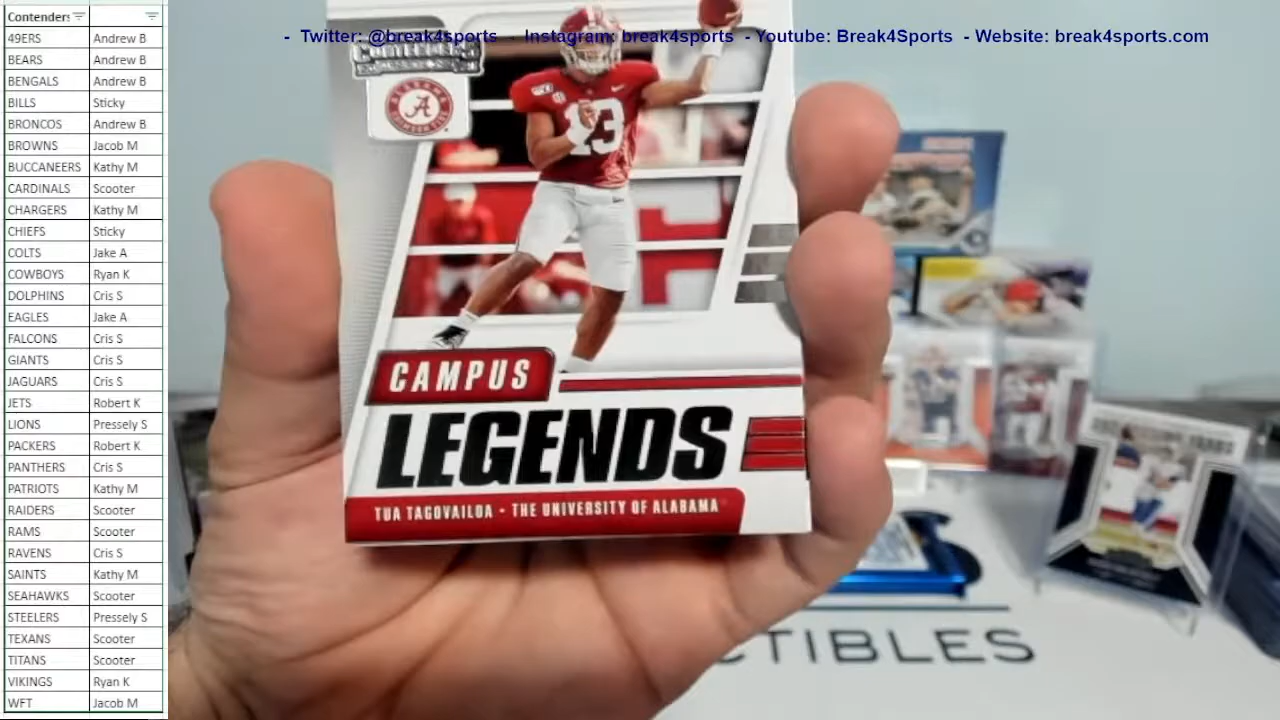 Contenders
49ERS Andrew B
BEARS Andrew B
BENGALS Andrew B
BILLS Sticky
BRONCOS Andrew B
BROWNS Jacob M
BUCCANEERS Kathy M
CARDINALS Scooter
CHARGERS Kathy M
CHIEFS Sticky
COLTS Jake A
COWBOYS Ryan K
DOLPHINS Cris S
EAGLES Jake A
FALCONS Cris S
GIANTS Cris S
JAGUARS Cris S
JETS Robert K
LIONS Pressely S
PACKERS Robert K
PANTHERS Cris S
PATRIOTS Kathy M
RAIDERS Scooter
RAMS Scooter
RAVENS Cris S
SAINTS Kathy M
SEAHAWKS Scooter
STEELERS Pressely S
TEXANS Scooter
TITANS Scooter
VIKINGS Ryan K
WFT Jacob M
- Twitter: @break4sports - Instagram: break4sports - Youtube: Break4Sports - Website: break4sports.com
CONTENDERS
ALABAMA
A
13
CAMPUS
LEGENDS
TUA TAGOVAILOA • THE UNIVERSITY OF ALABAMA
CTIBLES